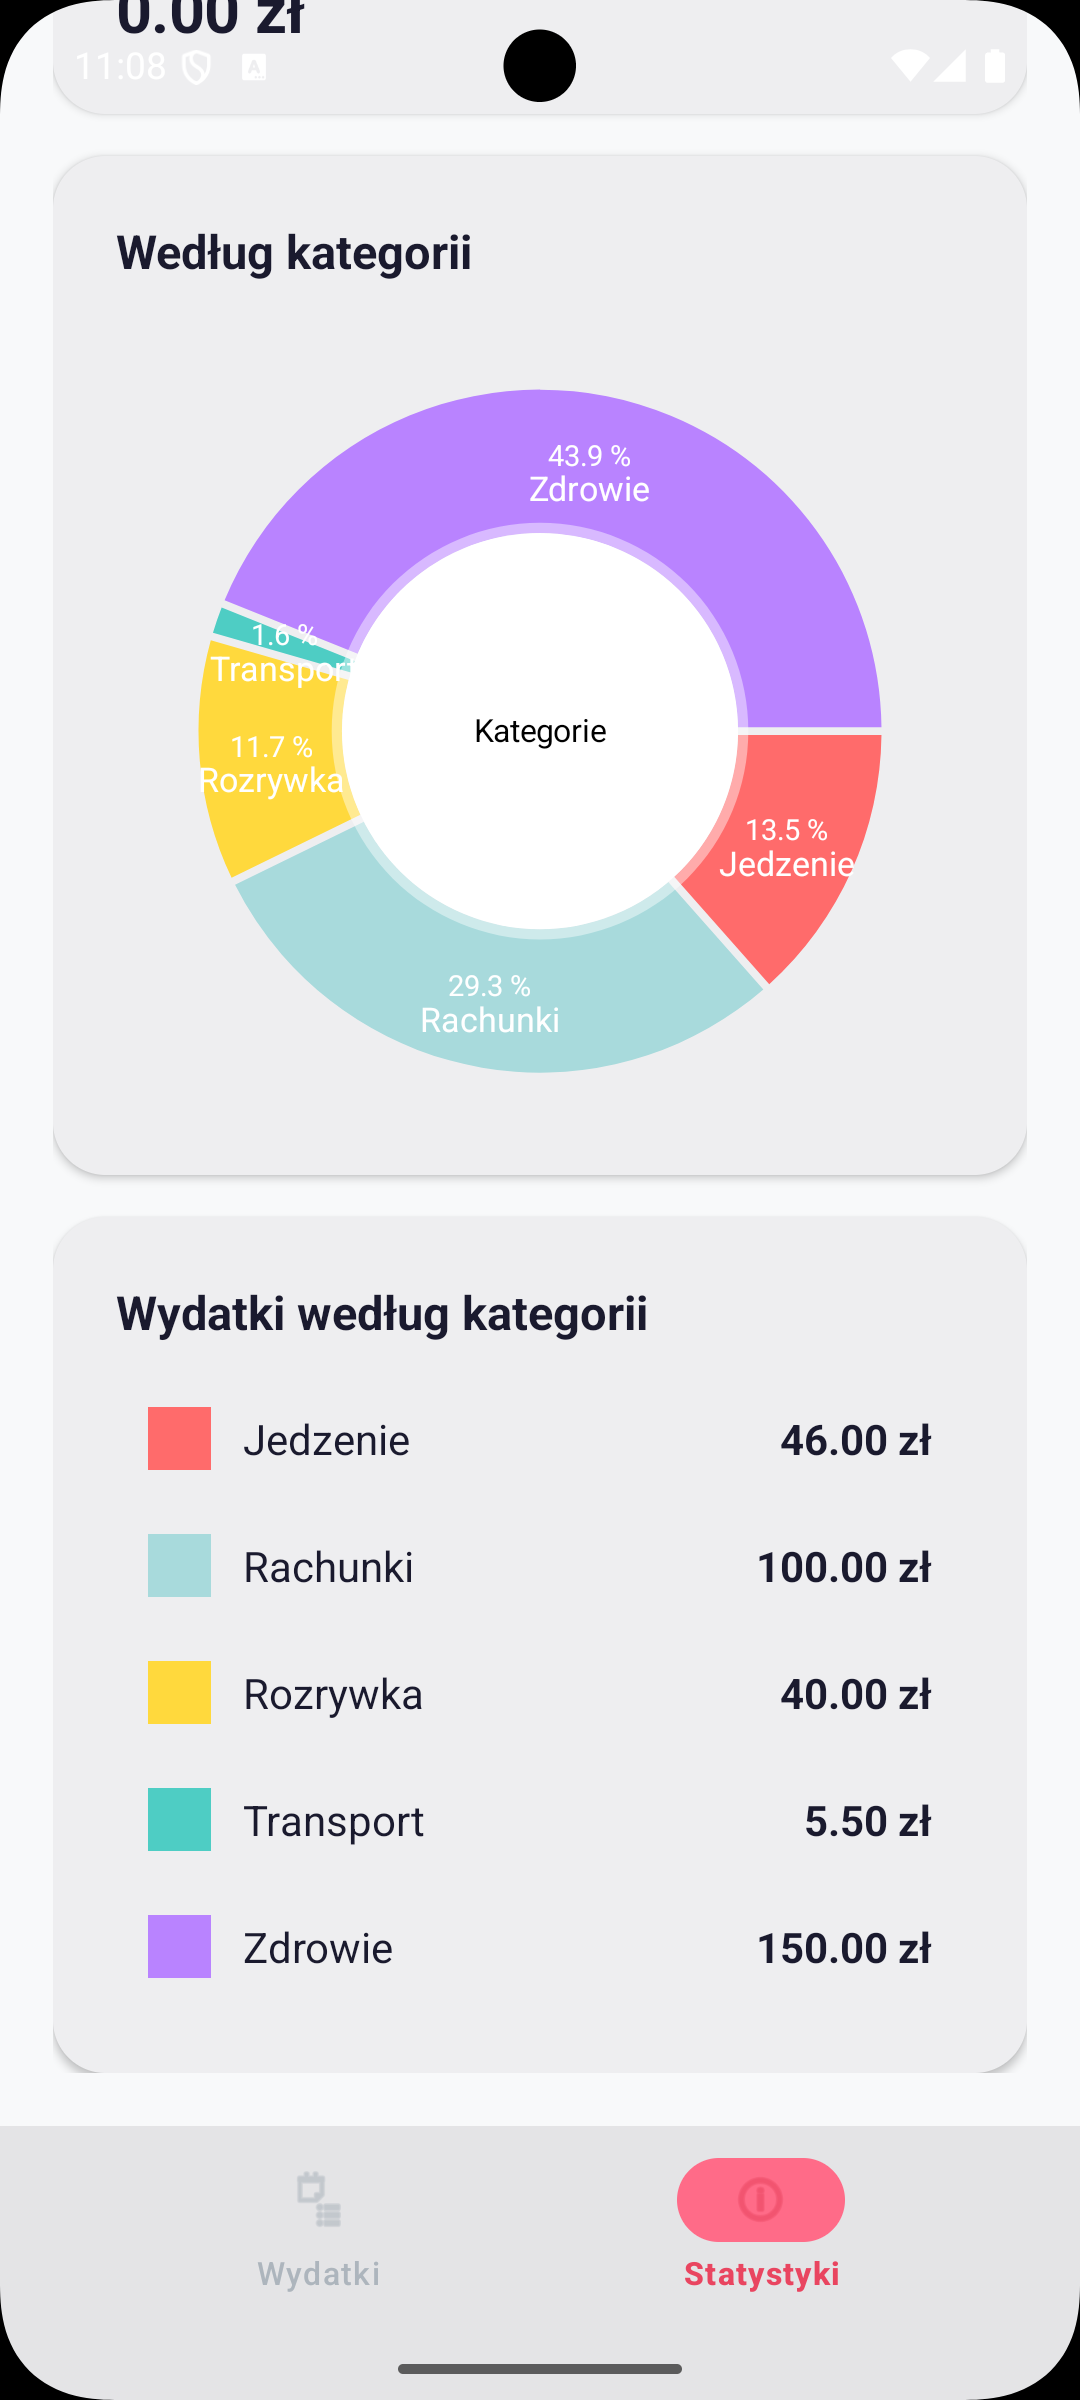 0.00 zł
11:08
Według kategorii
43.9 %
Zdrowie
1.6 %
Transport
11.7 %
Rozrywka
Kategorie
13.5 %
Jedzenie
29.3 %
Rachunki
Wydatki według kategorii
Jedzenie 46.00 zł
Rachunki 100.00 zł
Rozrywka 40.00 zł
Transport 5.50 zł
Zdrowie 150.00 zł
Wydatki Statystyki